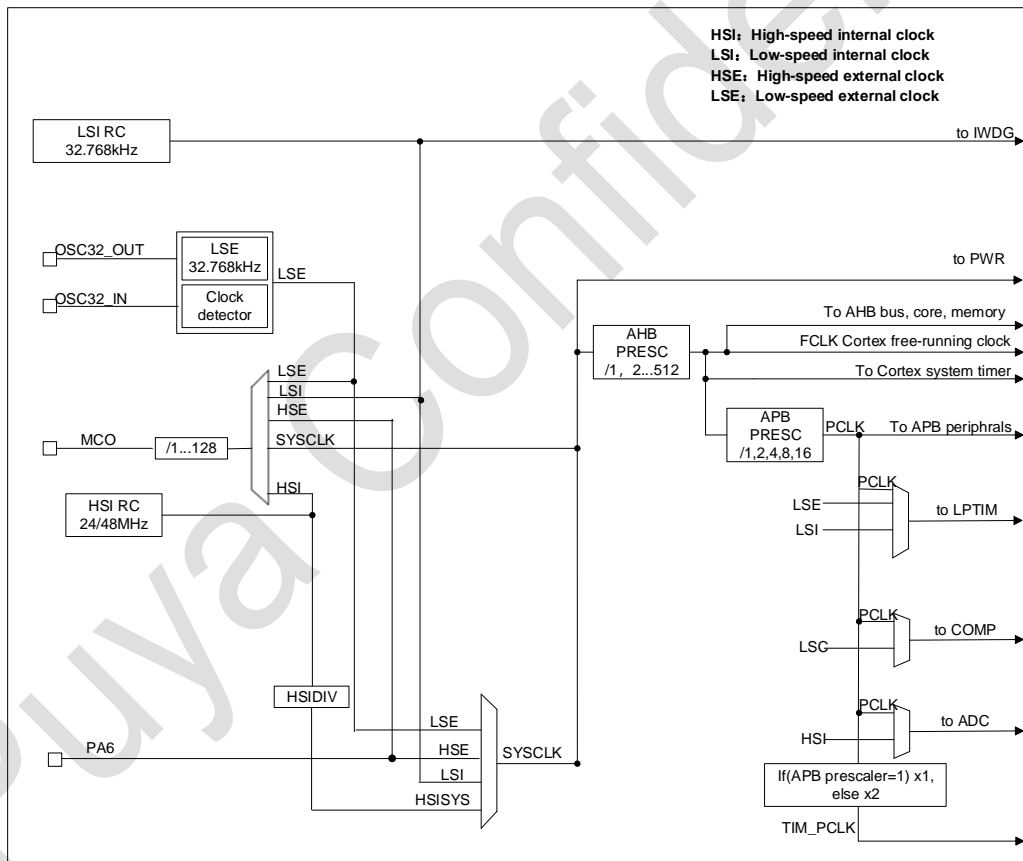 HSI：High-speed internal clock
LSI：Low-speed internal clock
HSE：High-speed external clock
LSE：Low-speed external clock
LSI RC
32.768kHz
to IWDG
OSC32_OUT
LSE
32.768kHz
LSE
OSC32_IN
Clock
detector
to PWR
To AHB bus, core, memory
AHB
PRESC
/1，2...512
FCLK Cortex free-running clock
To Cortex system timer
LSE
LSI
HSE
MCO
/1...128
SYSCLK
HSI
APB
PRESC
/1,2,4,8,16
PCLK
To APB periphrals
HSI RC
24/48MHz
PCLK
LSE
LSI
to LPTIM
PCLK
LSC
to COMP
HSIDIV
PCLK
HSI
to ADC
PA6
LSE
HSE
LSI
HSISYS
SYSCLK
If(APB prescaler=1) x1,
else x2
TIM_PCLK
Puya Confiden